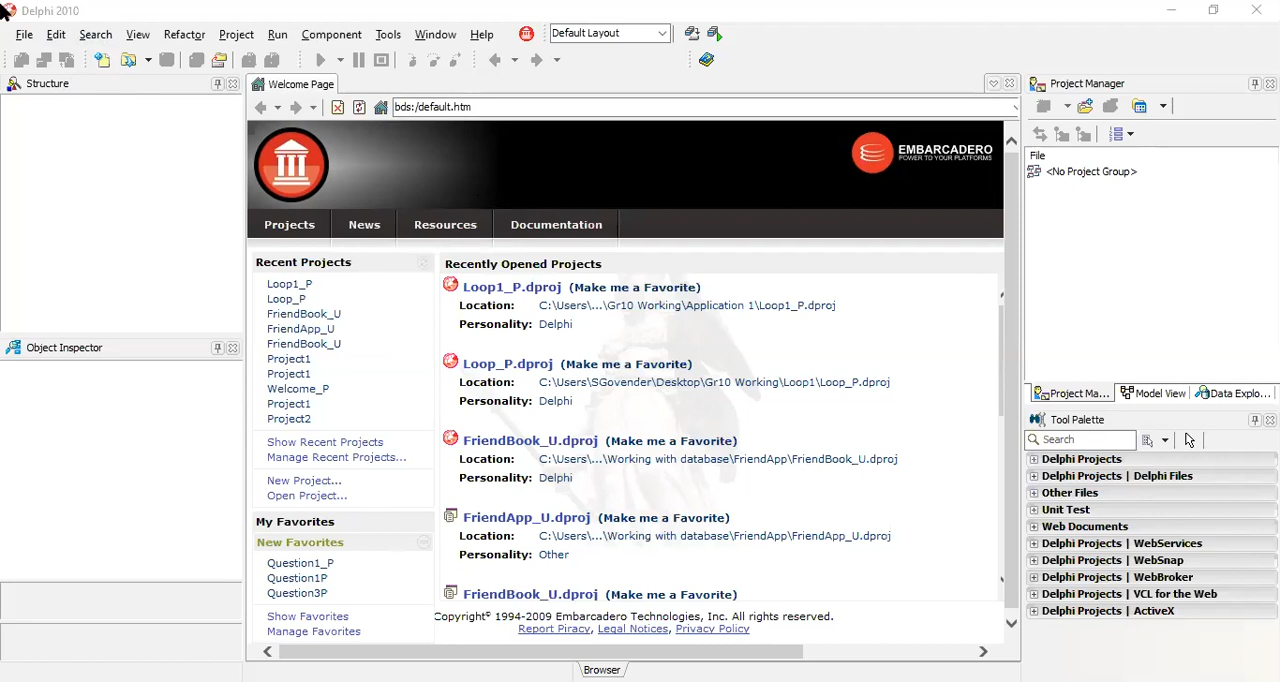 Delphi 2010
File Edit Search View Refactor Project Run Component Tools Window Help Default Layout
Structure
Welcome Page
Project Manager
bds:/default.htm
EMBARCADERO
POWER TO YOUR PLATFORMS
File
<No Project Group>
Projects News Resources Documentation
Recent Projects
Loop1_P
Loop_P
FriendBook_U
FriendApp_U
FriendBook_U
Project1
Project1
Welcome_P
Project1
Project2
Show Recent Projects
Manage Recent Projects...
New Project...
Open Project...
My Favorites
New Favorites
Question1_P
Question1P
Question3P
Show Favorites
Manage Favorites
Recently Opened Projects
Loop1_P.dproj (Make me a Favorite)
Location: C:\Users\...\Gr10 Working\Application 1\Loop1_P.dproj
Personality: Delphi
Loop_P.dproj (Make me a Favorite)
Location: C:\Users\SGovender\Desktop\Gr10 Working\Loop1\Loop_P.dproj
Personality: Delphi
FriendBook_U.dproj (Make me a Favorite)
Location: C:\Users\...\Working with database\FriendApp\FriendBook_U.dproj
Personality: Delphi
FriendApp_U.dproj (Make me a Favorite)
Location: C:\Users\...\Working with database\FriendApp\FriendApp_U.dproj
Personality: Other
FriendBook_U.dproj (Make me a Favorite)
Copyright© 1994-2009 Embarcadero Technologies, Inc. All rights reserved.
Report Piracy, Legal Notices, Privacy Policy
Browser
Object Inspector
Project Ma... Model View Data Explo...
Tool Palette
Search
Delphi Projects
Delphi Projects | Delphi Files
Other Files
Unit Test
Web Documents
Delphi Projects | WebServices
Delphi Projects | WebSnap
Delphi Projects | WebBroker
Delphi Projects | VCL for the Web
Delphi Projects | ActiveX